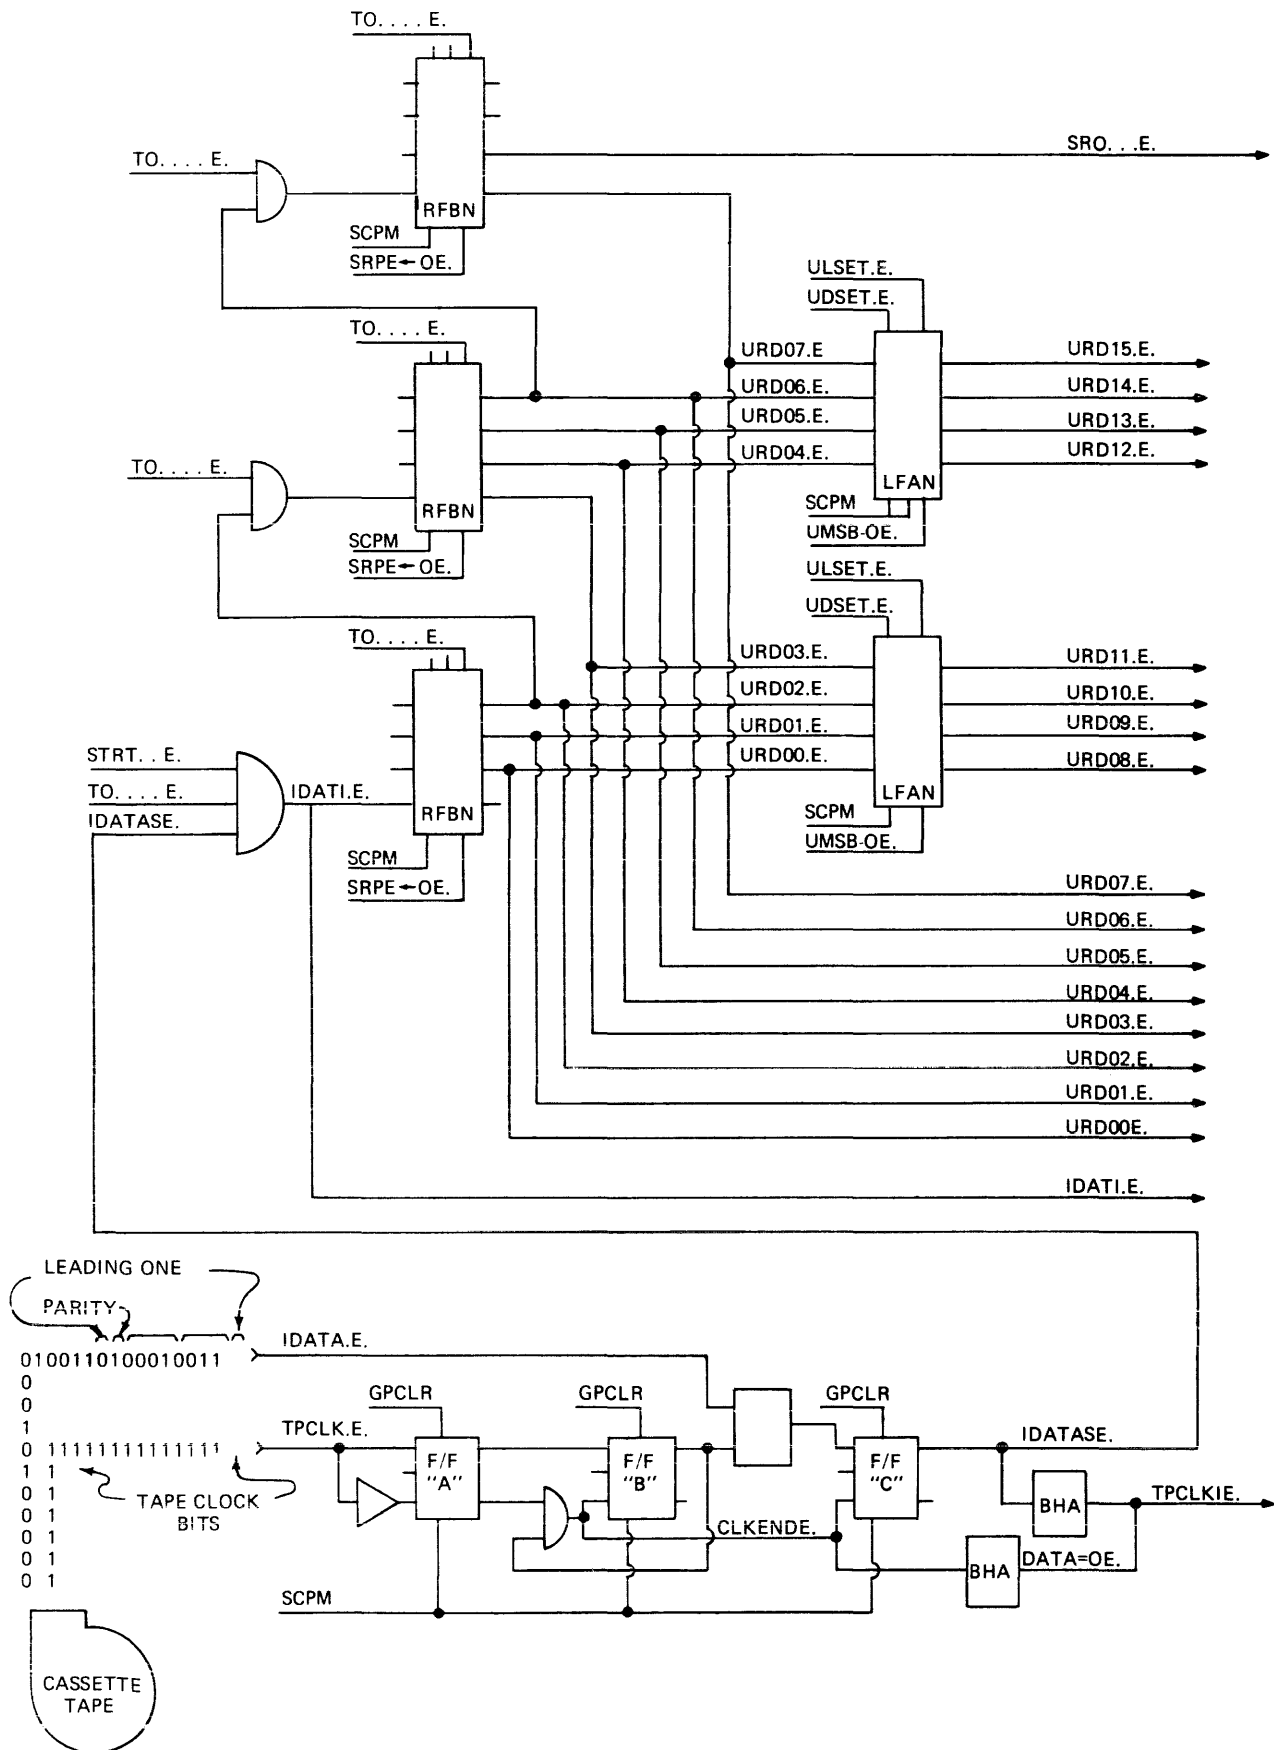 TO. . . . E.
SRO. . .E.
TO. . . . E.
RFBN
SCPM
SRPE←OE.
ULSET.E.
UDSET.E.
TO. . . . E.
URD07.E
URD15.E.
URD06.E.
URD14.E.
URD05.E.
URD13.E.
URD04.E.
URD12.E.
TO. . . . E.
LFAN
SCPM
RFBN
UMSB-OE.
SCPM
SRPE←OE.
ULSET.E.
UDSET.E.
TO. . . . E.
URD03.E.
URD11.E.
URD02.E.
URD10.E.
URD01.E.
URD09.E.
STRT. . E.
URD00.E.
URD08.E.
TO. . . . E.
IDATI.E.
LFAN
IDATASE.
RFBN
SCPM
UMSB-OE.
SCPM
SRPE←OE.
URD07.E.
URD06.E.
URD05.E.
URD04.E.
URD03.E.
URD02.E.
URD01.E.
URD00E.
IDATI.E.
LEADING ONE
PARITY
IDATA.E.
0100110100010011
0
0
1
0 11111111111111
1 1
0 1
0 1
0 1
0 1
0 1
TAPE CLOCK
BITS
GPCLR
GPCLR
GPCLR
TPCLK.E.
F/F
"A"
F/F
"B"
F/F
"C"
IDATASE.
BHA
TPCLKIE.
CLKENDE.
BHA
DATA=OE.
SCPM
CASSETTE
TAPE